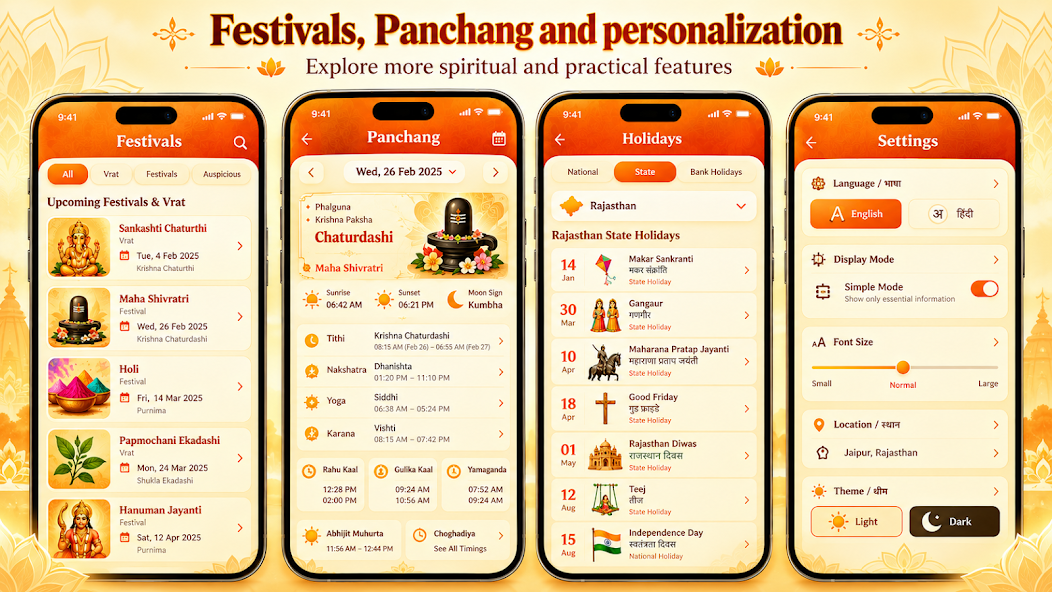 Festivals, Panchang and personalization
Explore more spiritual and practical features
9:41
Festivals
All
Vrat
Festivals
Auspicious
Upcoming Festivals & Vrat
Sankashti Chaturthi
Vrat
Tue, 4 Feb 2025
Krishna Chaturthi
Maha Shivratri
Festival
Wed, 26 Feb 2025
Krishna Chaturdashi
Holi
Festival
Fri, 14 Mar 2025
Purnima
Papmochani Ekadashi
Vrat
Mon, 24 Mar 2025
Shukla Ekadashi
Hanuman Jayanti
Festival
Sat, 12 Apr 2025
Purnima
9:41
Panchang
Wed, 26 Feb 2025
Phalguna
Krishna Paksha
Chaturdashi
Maha Shivratri
Sunrise
06:42 AM
Sunset
06:21 PM
Moon Sign
Kumbha
Tithi
Krishna Chaturdashi
08:15 AM (Feb 26) – 06:55 AM (Feb 27)
Nakshatra
Dhanishta
01:20 PM – 11:10 PM
Yoga
Siddhi
06:38 AM – 05:24 PM
Karana
Vishti
08:15 AM – 07:42 PM
Rahu Kaal
12:28 PM
02:00 PM
Gulika Kaal
09:24 AM
10:56 AM
Yamaganda
07:52 AM
09:24 AM
Abhijit Muhurta
11:56 AM – 12:44 PM
Choghadiya
See All Timings
9:41
Holidays
National
State
Bank Holidays
Rajasthan
Rajasthan State Holidays
14
Jan
Makar Sankranti
मकर संक्रांति
State Holiday
30
Mar
Gangaur
गणगौर
State Holiday
10
Apr
Maharana Pratap Jayanti
महाराणा प्रताप जयंती
State Holiday
18
Apr
Good Friday
गुड फ्राइडे
State Holiday
01
May
Rajasthan Diwas
राजस्थान दिवस
State Holiday
12
Aug
Teej
तीज
State Holiday
15
Aug
Independence Day
स्वतंत्रता दिवस
National Holiday
9:41
Settings
Language / भाषा
A English
अ हिंदी
Display Mode
Simple Mode
Show only essential information
AA Font Size
Small
Normal
Large
Location / स्थान
Jaipur, Rajasthan
Theme / थीम
Light
Dark